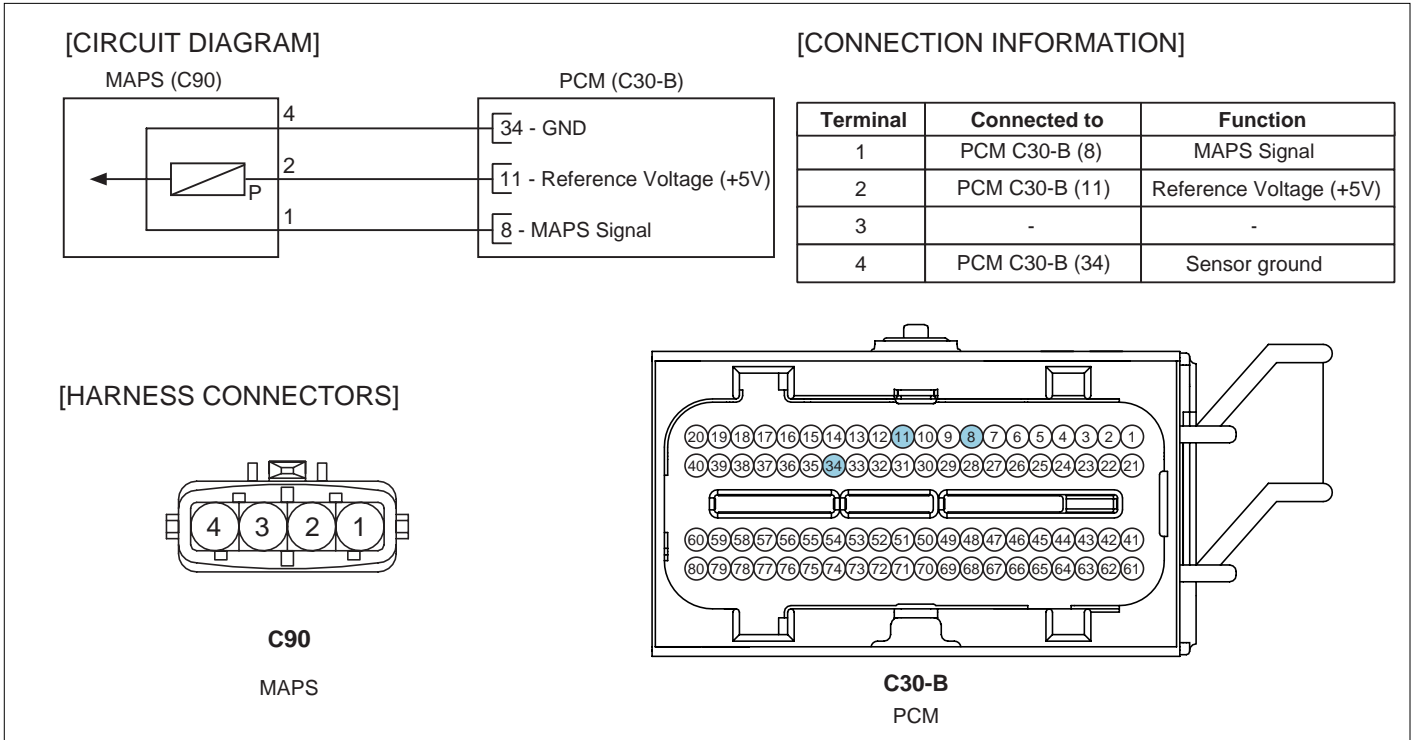 [CIRCUIT DIAGRAM]
MAPS (C90)
PCM (C30-B)
4
34 - GND
2
11 - Reference Voltage (+5V)
P
1
8 - MAPS Signal
[CONNECTION INFORMATION]
Terminal Connected to Function
1 PCM C30-B (8) MAPS Signal
2 PCM C30-B (11) Reference Voltage (+5V)
3 - -
4 PCM C30-B (34) Sensor ground
[HARNESS CONNECTORS]
4 3 2 1
C90
MAPS
20 19 18 17 16 15 14 13 12 11 10 9 8 7 6 5 4 3 2 1
40 39 38 37 36 35 34 33 32 31 30 29 28 27 26 25 24 23 22 21
60 59 58 57 56 55 54 53 52 51 50 49 48 47 46 45 44 43 42 41
80 79 78 77 76 75 74 73 72 71 70 69 68 67 66 65 64 63 62 61
C30-B
PCM